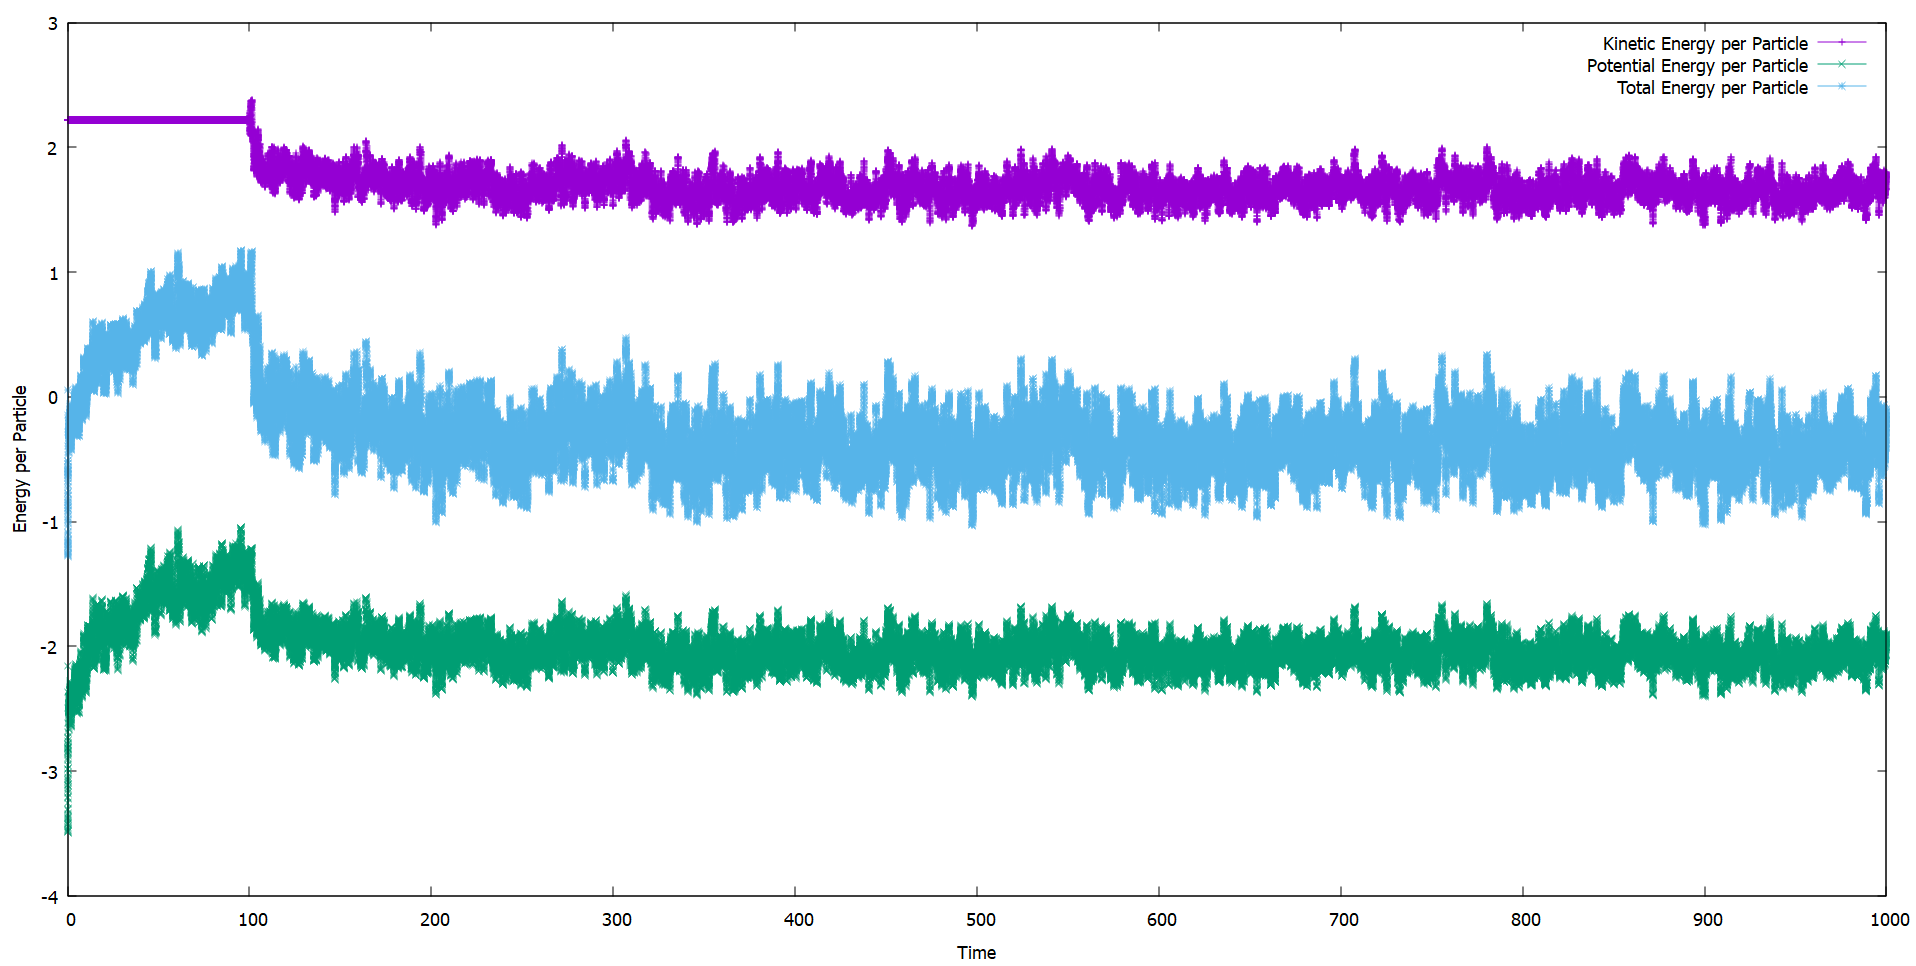 3
2
1
0
-1
-2
-3
-4
Energy per Particle
Kinetic Energy per Particle
Potential Energy per Particle
Total Energy per Particle
0 100 200 300 400 500 600 700 800 900 1000
Time